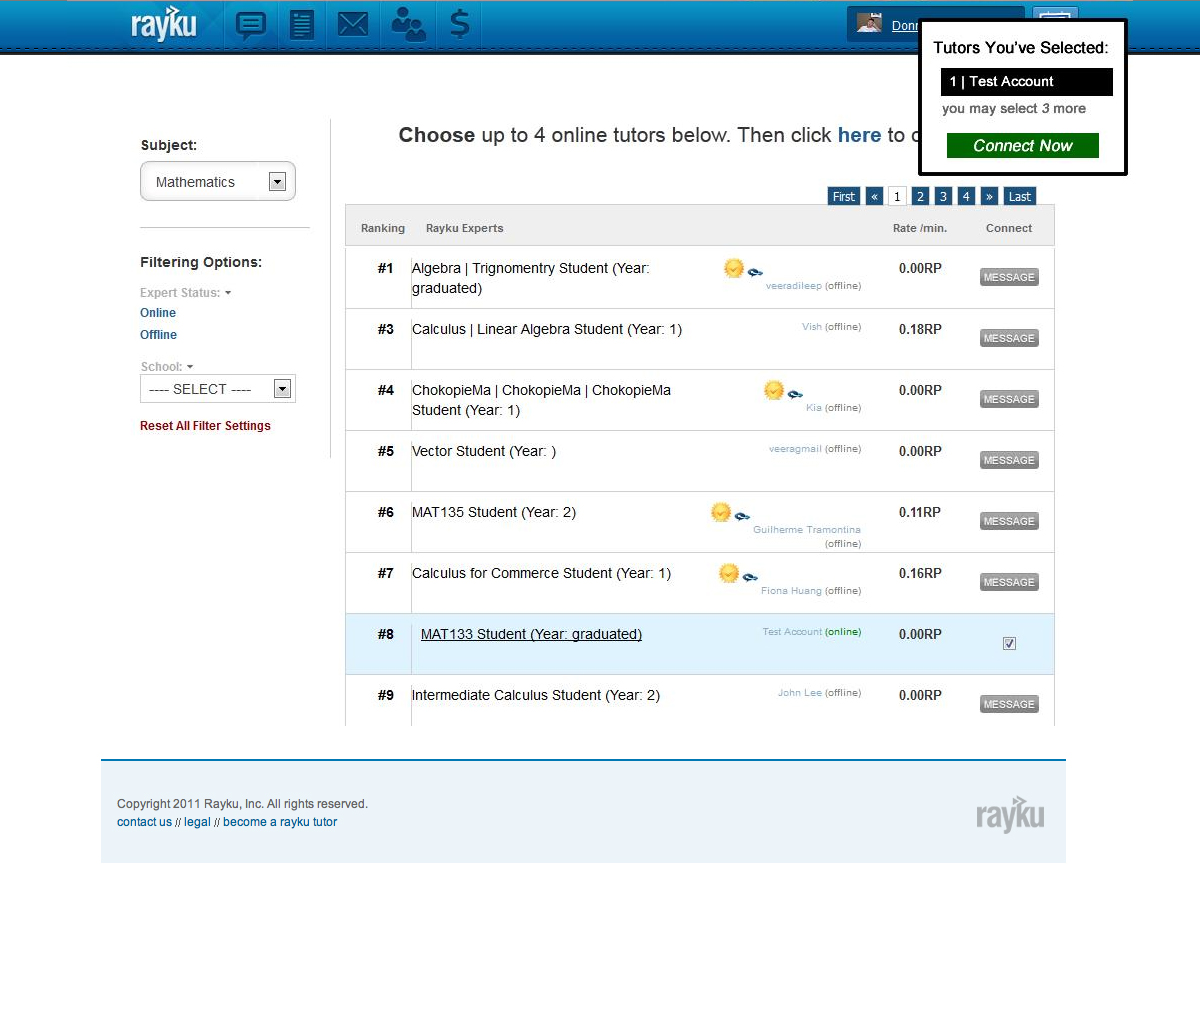 rayku
$
Donn
Tutors You've Selected:
1 | Test Account
you may select 3 more
Connect Now
Choose up to 4 online tutors below. Then click here to
Subject:
Mathematics
Filtering Options:
Expert Status:
Online
Offline
School:
---- SELECT ----
Reset All Filter Settings
First « 1 2 3 4 » Last
Ranking Rayku Experts Rate /min. Connect
#1 Algebra | Trignomentry Student (Year: 0.00RP
graduated) veeradileep (offline) MESSAGE
#3 Calculus | Linear Algebra Student (Year: 1) Vish (offline) 0.18RP MESSAGE
#4 ChokopieMa | ChokopieMa | ChokopieMa 0.00RP
Student (Year: 1) Kia (offline) MESSAGE
#5 Vector Student (Year: ) veeragmail (offline) 0.00RP MESSAGE
#6 MAT135 Student (Year: 2) 0.11RP
Guilherme Tramontina MESSAGE
(offline)
#7 Calculus for Commerce Student (Year: 1) 0.16RP
Fiona Huang (offline) MESSAGE
#8 MAT133 Student (Year: graduated) Test Account (online) 0.00RP
#9 Intermediate Calculus Student (Year: 2) John Lee (offline) 0.00RP MESSAGE
Copyright 2011 Rayku, Inc. All rights reserved.
contact us // legal // become a rayku tutor
rayku